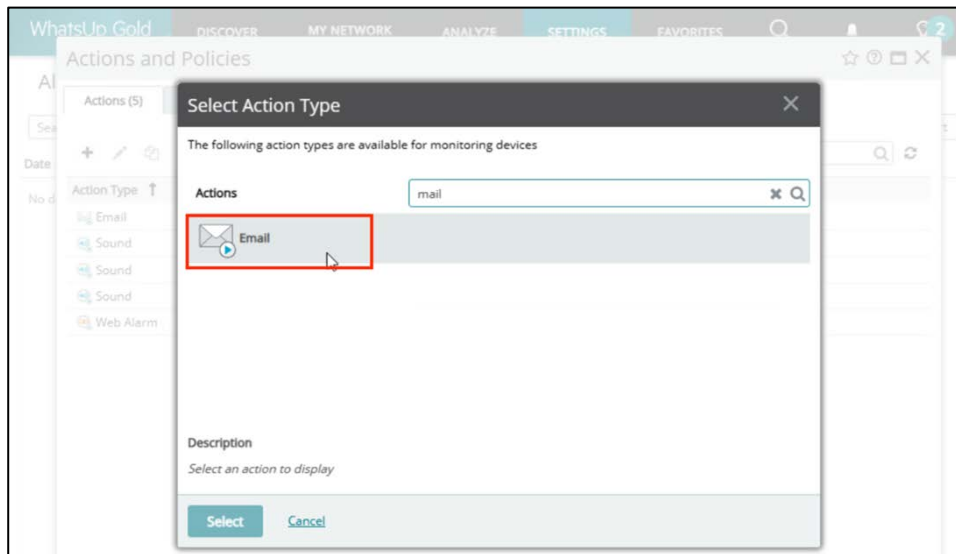 WhatsUp Gold DISCOVER MY NETWORK ANALYZE SETTINGS FAVORITES 2
Actions and Policies
Actions (5)
Select Action Type
The following action types are available for monitoring devices
Date
Action Type
Actions mail
No d
Email
Email
Sound
Sound
Sound
Web Alarm
Description
Select an action to display
Select Cancel